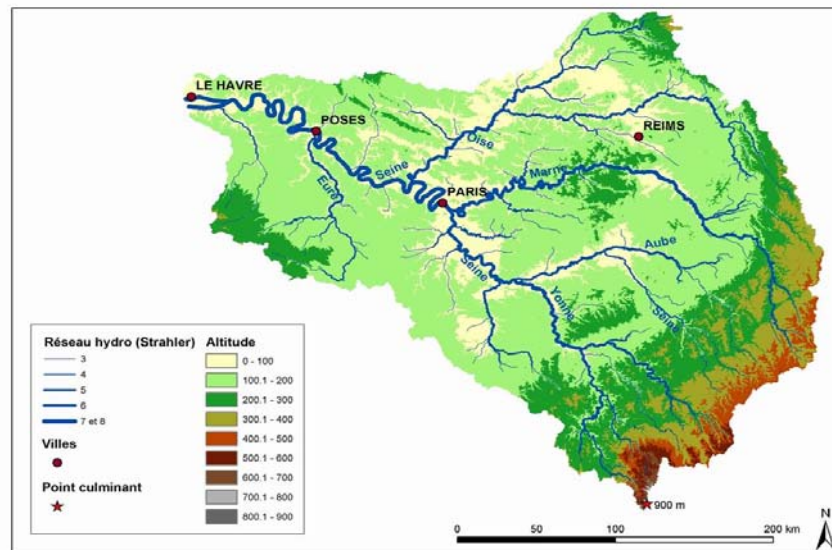 LE HAVRE
POSES
REIMS
Oise
Seine
Eure
Marne
PARIS
Aube
Seine
Yonne
Seine
Réseau hydro (Strahler)
3
4
5
6
7 et 8
Villes
Point culminant
Altitude
0 - 100
100.1 - 200
200.1 - 300
300.1 - 400
400.1 - 500
500.1 - 600
600.1 - 700
700.1 - 800
800.1 - 900
900 m
0 50 100 200 km
N